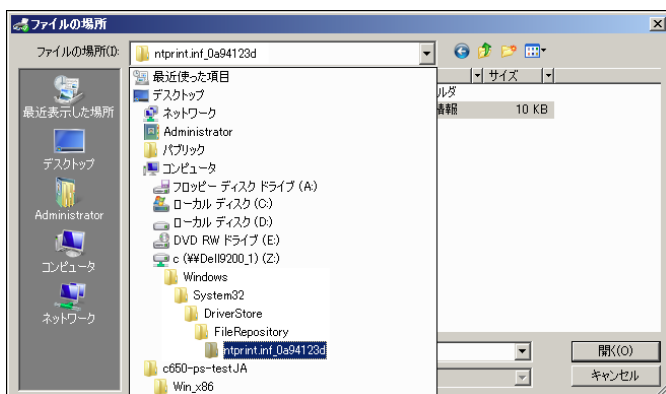 ファイルの場所
ファイルの場所(I):
ntprint.inf_0a94123d
最近表示した場所
デスクトップ
Administrator
コンピュータ
ネットワーク
最近使った項目
デスクトップ
ネットワーク
Administrator
パブリック
コンピュータ
フロッピー ディスク ドライブ (A:)
ローカル ディスク (C:)
ローカル ディスク (D:)
DVD RW ドライブ (E:)
c (¥¥Dell9200_1) (Z:)
Windows
System32
DriverStore
FileRepository
ntprint.inf_0a94123d
c650-ps-testJA
Win_x86
サイズ
ルダ
情報 10 KB
開く(O)
キャンセル